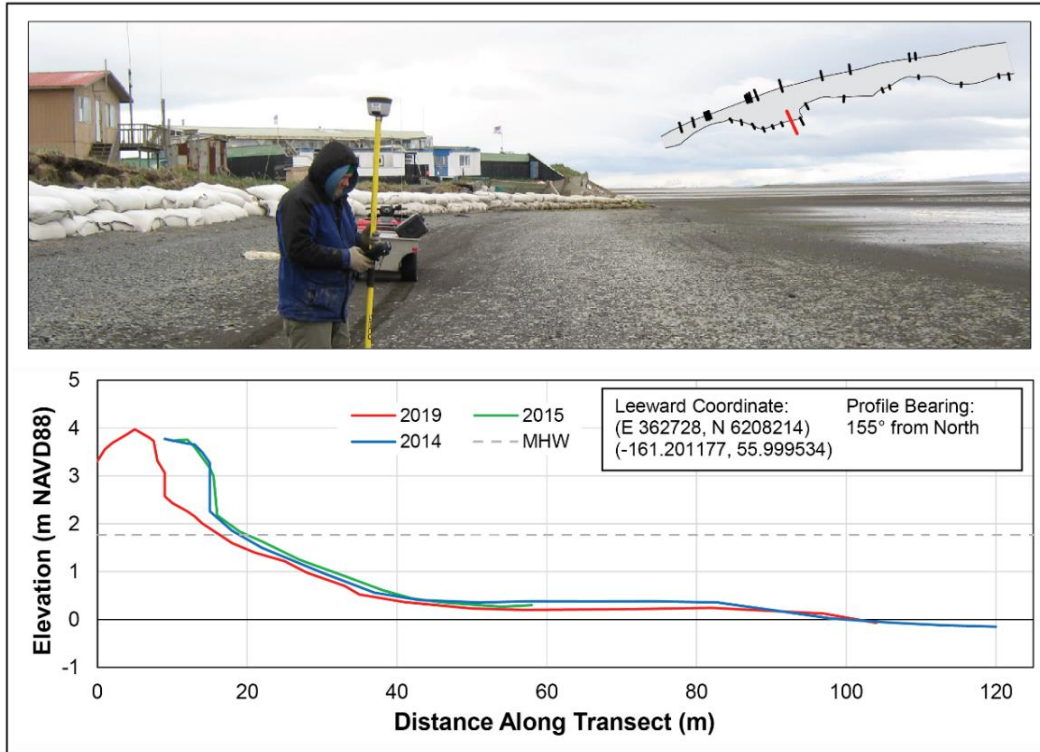 5
4
3
2
1
0
-1
Elevation (m NAVD88)
2019
2015
2014
MHW
Leeward Coordinate:
(E 362728, N 6208214)
(-161.201177, 55.999534)
Profile Bearing:
155° from North
0
20
40
60
80
100
120
Distance Along Transect (m)